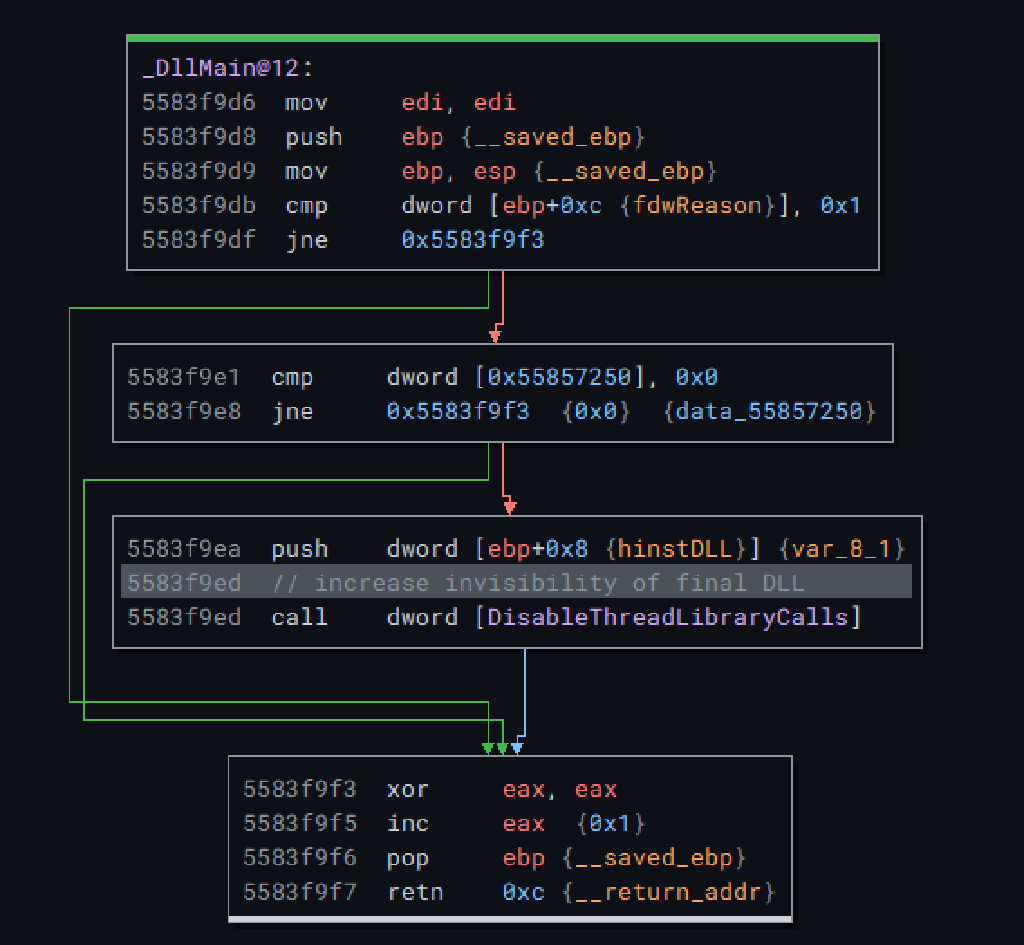 _DllMain@12:
5583f9d6 mov edi, edi
5583f9d8 push ebp {__saved_ebp}
5583f9d9 mov ebp, esp {__saved_ebp}
5583f9db cmp dword [ebp+0xc {fdwReason}], 0x1
5583f9df jne 0x5583f9f3
5583f9e1 cmp dword [0x55857250], 0x0
5583f9e8 jne 0x5583f9f3 {0x0} {data_55857250}
5583f9ea push dword [ebp+0x8 {hinstDLL}] {var_8_1}
5583f9ed // increase invisibility of final DLL
5583f9ed call dword [DisableThreadLibraryCalls]
5583f9f3 xor eax, eax
5583f9f5 inc eax {0x1}
5583f9f6 pop ebp {__saved_ebp}
5583f9f7 retn 0xc {__return_addr}